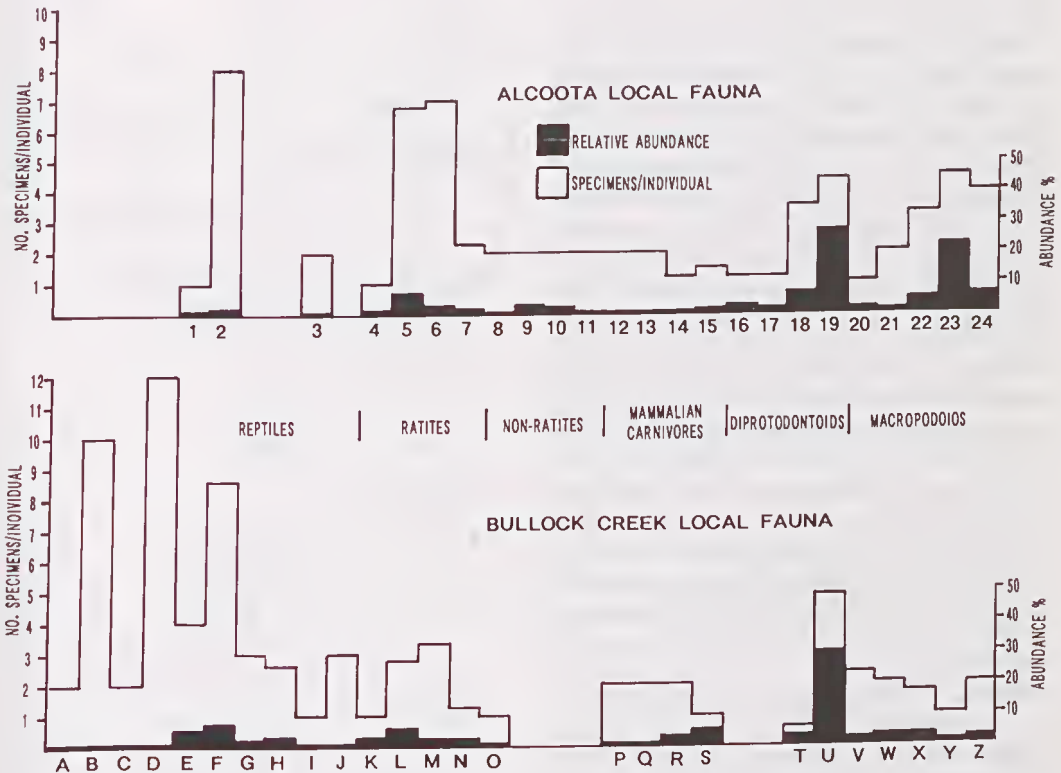 ALCOOTA LOCAL FAUNA
RELATIVE ABUNDANCE
SPECIMENS/INDIVIDUAL
NO. SPECIMENS/INDIVIDUAL
10
9
8
7
6
5
4
3
2
1
50
40
30
20
10
ABUNDANCE %
1 2 3 4 5 6 7 8 9 10 11 12 13 14 15 16 17 18 19 20 21 22 23 24
REPTILES | RATITES | NON-RATITES | MAMMALIAN CARNIVORES | DIPROTODONTOIDS | MACROPODOIOS
BULLOCK CREEK LOCAL FAUNA
NO. SPECIMENS/INOIVIDUAL
12
11
10
9
8
7
6
5
4
3
2
1
50
40
30
20
10
ABUNDANCE %
A B C D E F G H I J K L M N O P Q R S T U V W X Y Z